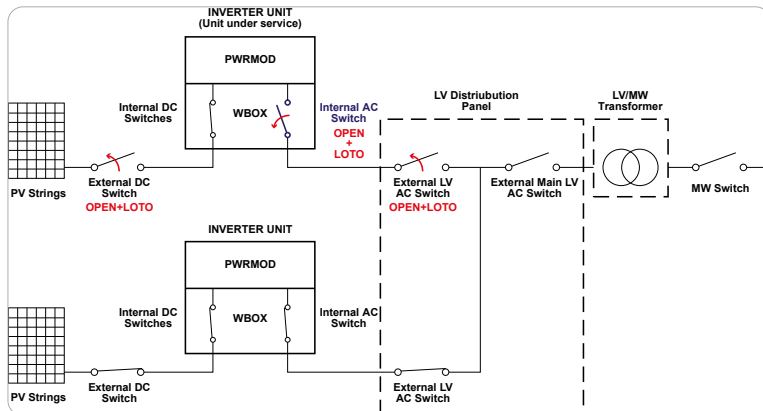 INVERTER UNIT
(Unit under service)
PWRMOD
Internal DC
Switches
WBOX
Internal AC
Switch
OPEN
+
LOTO
LV Distriubution
Panel
LV/MW
Transformer
PV Strings
External DC
Switch
OPEN+LOTO
External LV
AC Switch
OPEN+LOTO
External Main LV
AC Switch
MW Switch
INVERTER UNIT
PWRMOD
Internal DC
Switches
WBOX
Internal AC
Switch
PV Strings
External DC
Switch
External LV
AC Switch